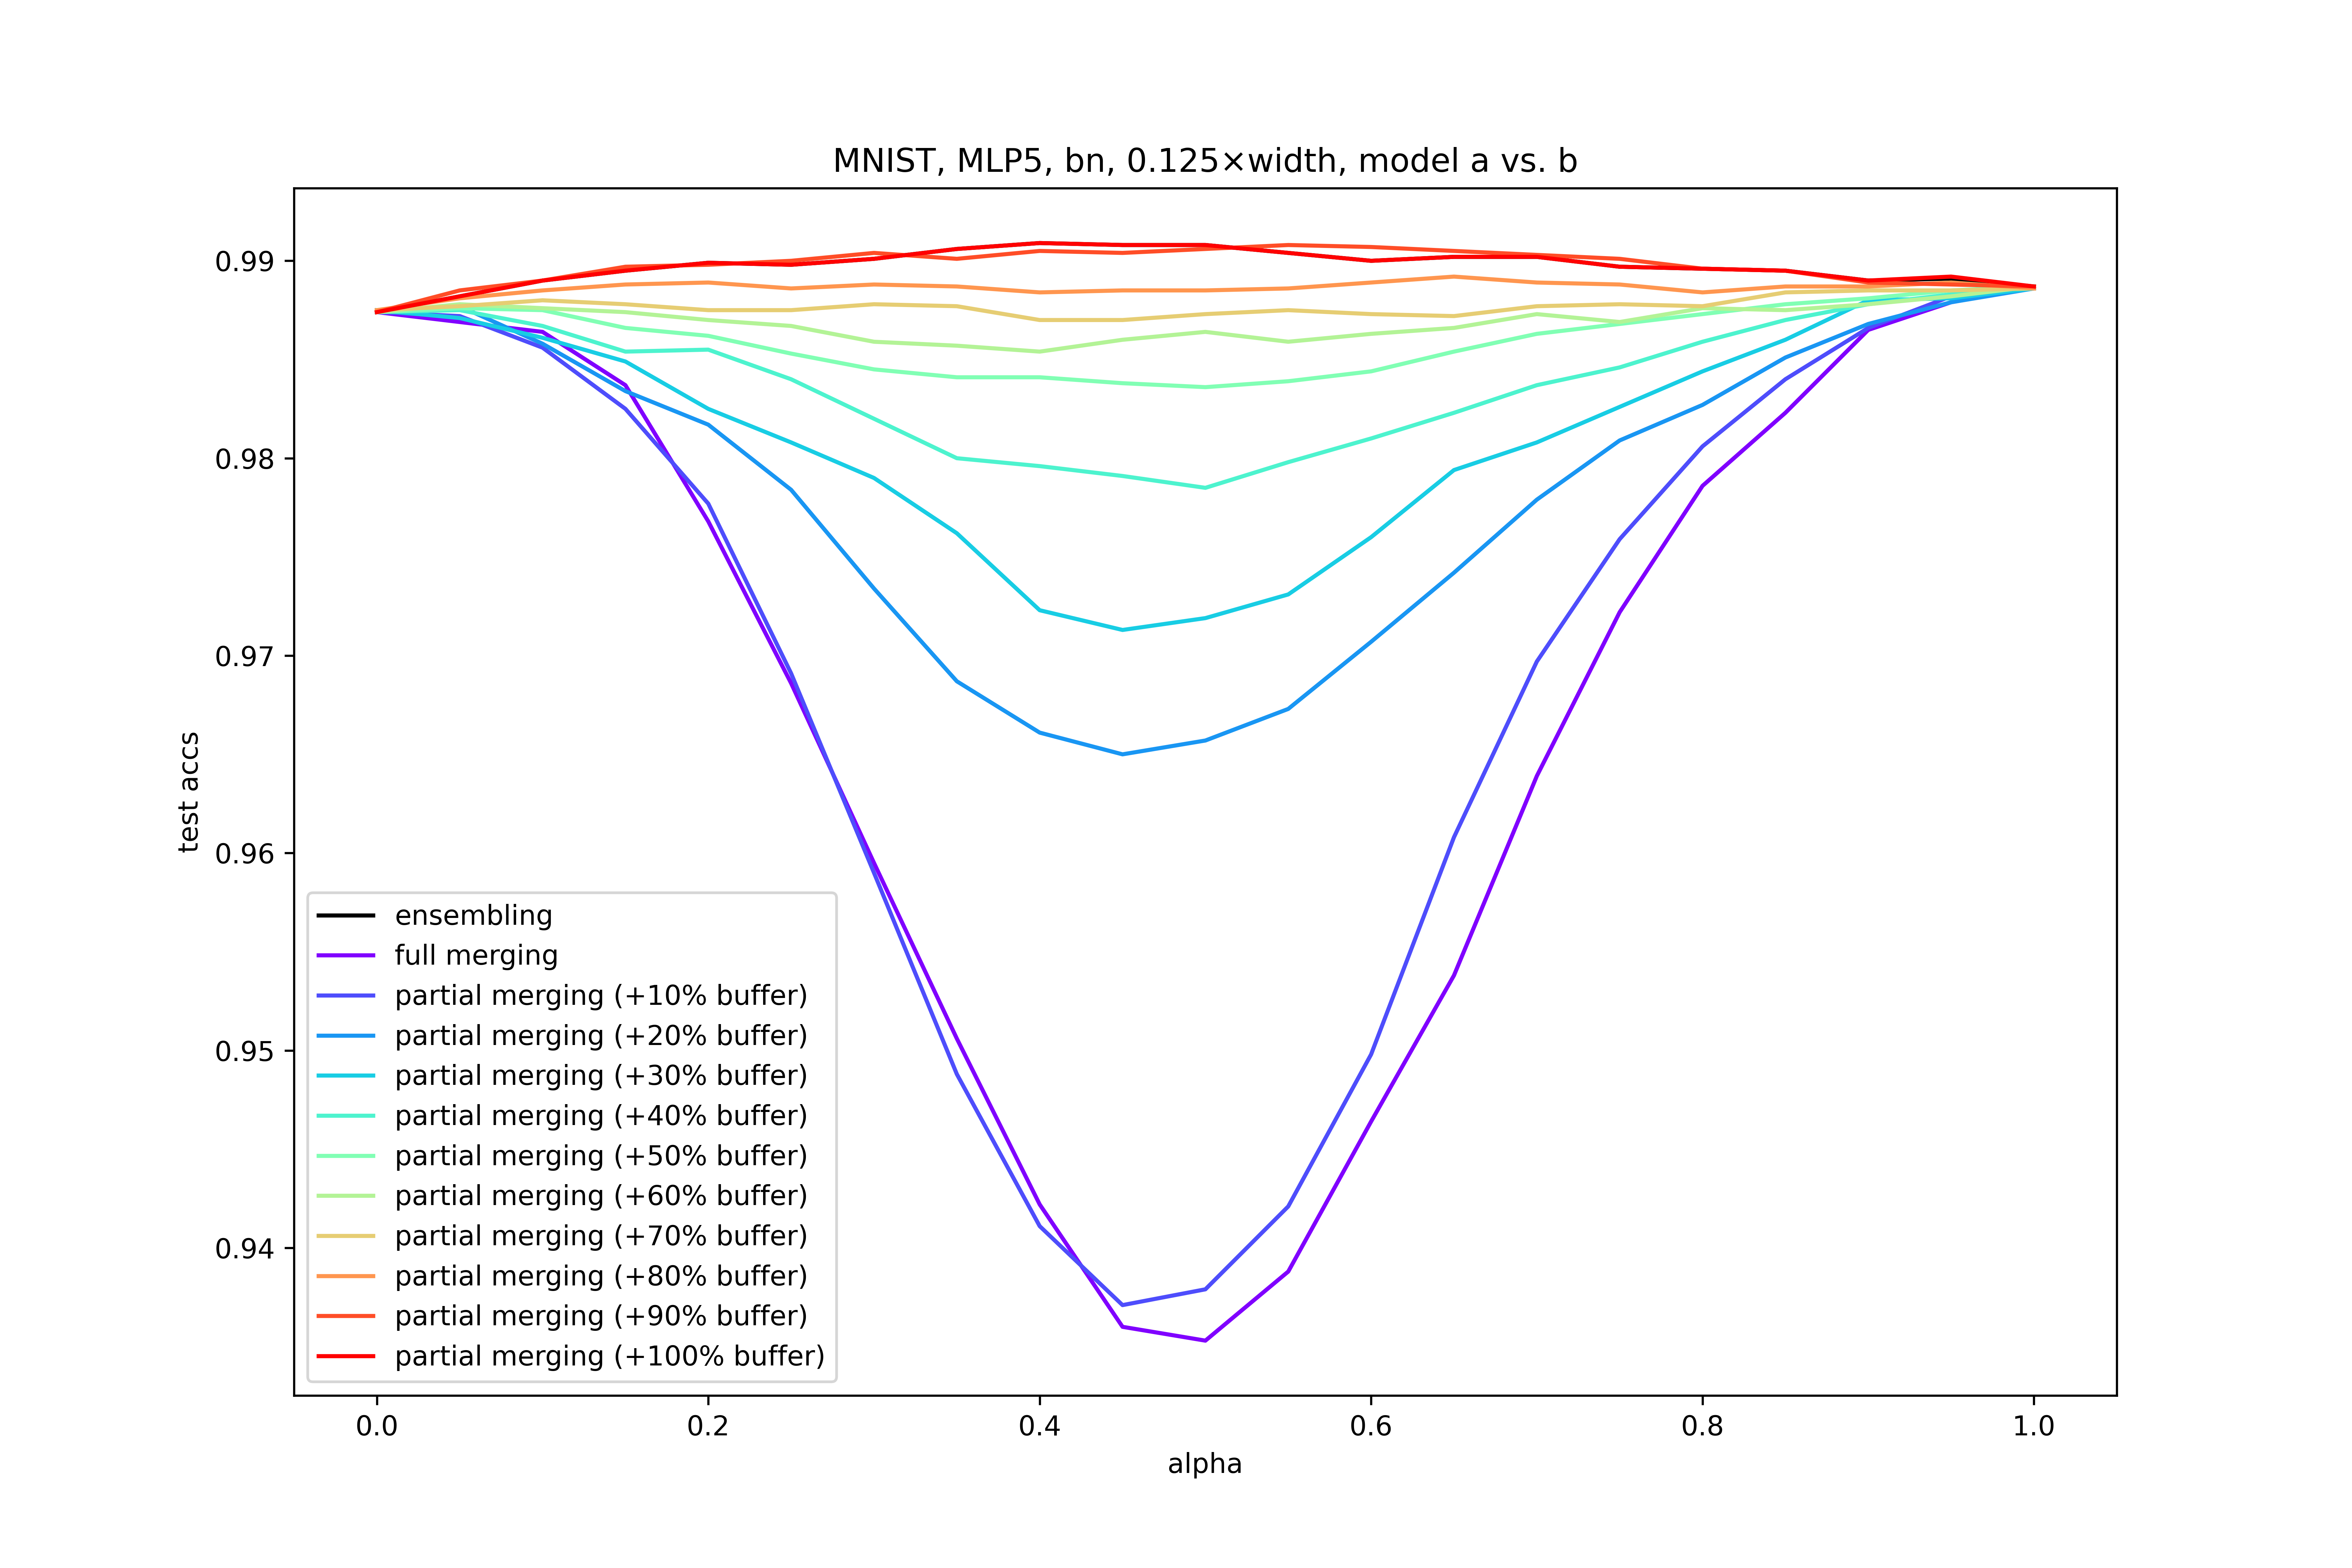 MNIST, MLP5, bn, 0.125×width, model a vs. b
0.99
0.98
0.97
0.96
0.95
0.94
test accs
ensembling
full merging
partial merging (+10% buffer)
partial merging (+20% buffer)
partial merging (+30% buffer)
partial merging (+40% buffer)
partial merging (+50% buffer)
partial merging (+60% buffer)
partial merging (+70% buffer)
partial merging (+80% buffer)
partial merging (+90% buffer)
partial merging (+100% buffer)
0.0 0.2 0.4 0.6 0.8 1.0
alpha